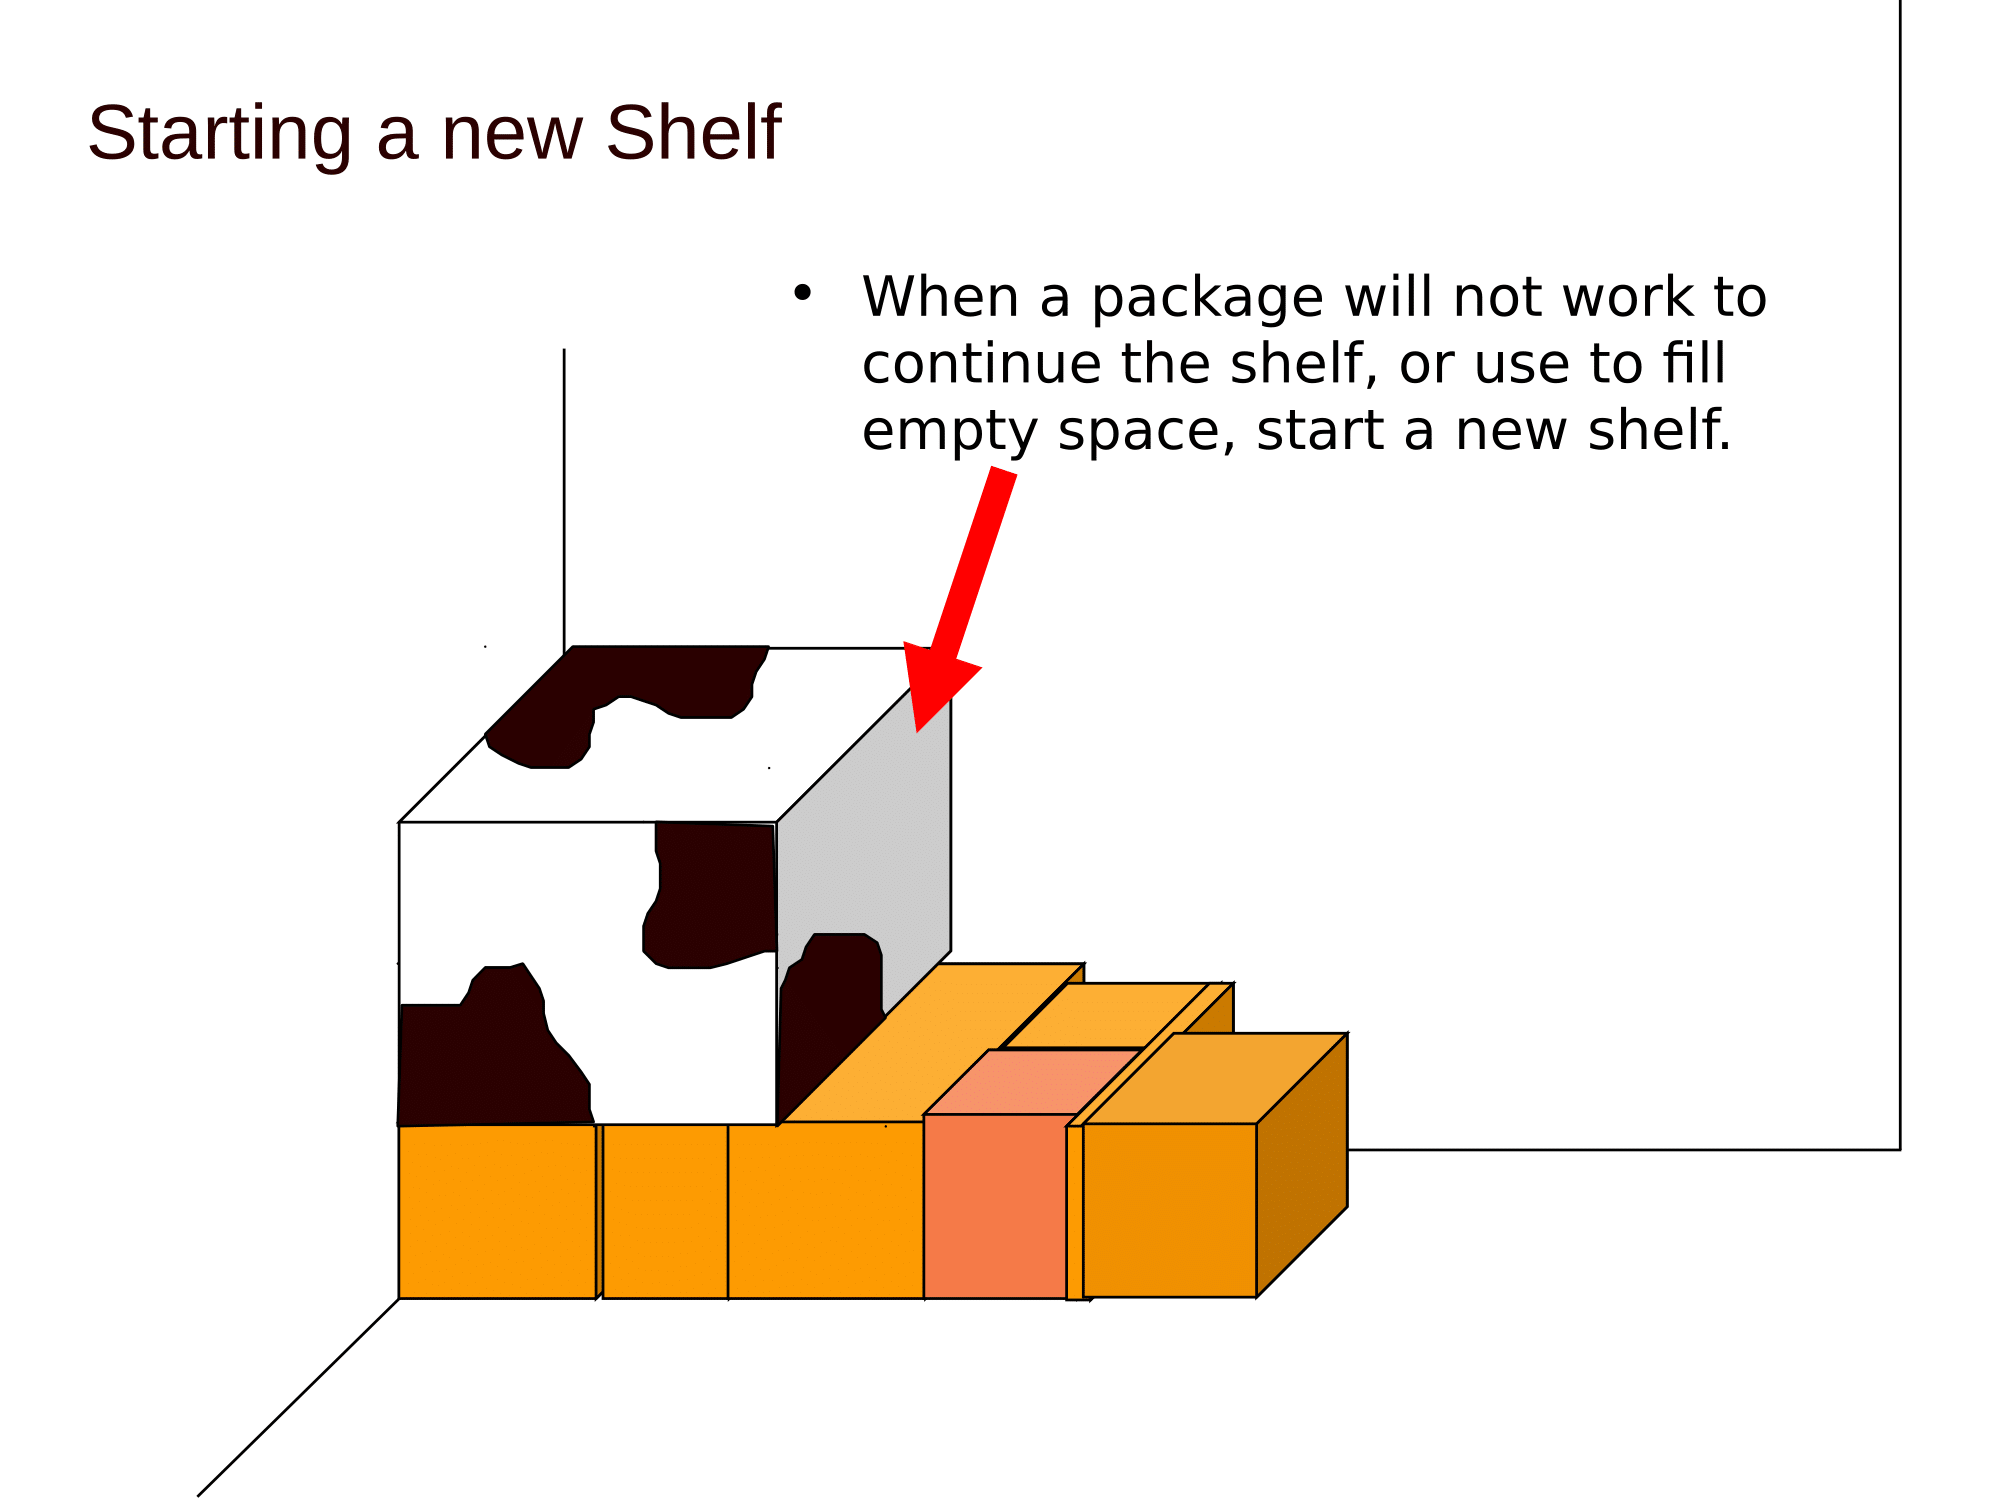 Starting a new Shelf
• When a package will not work to
continue the shelf, or use to fill
empty space, start a new shelf.